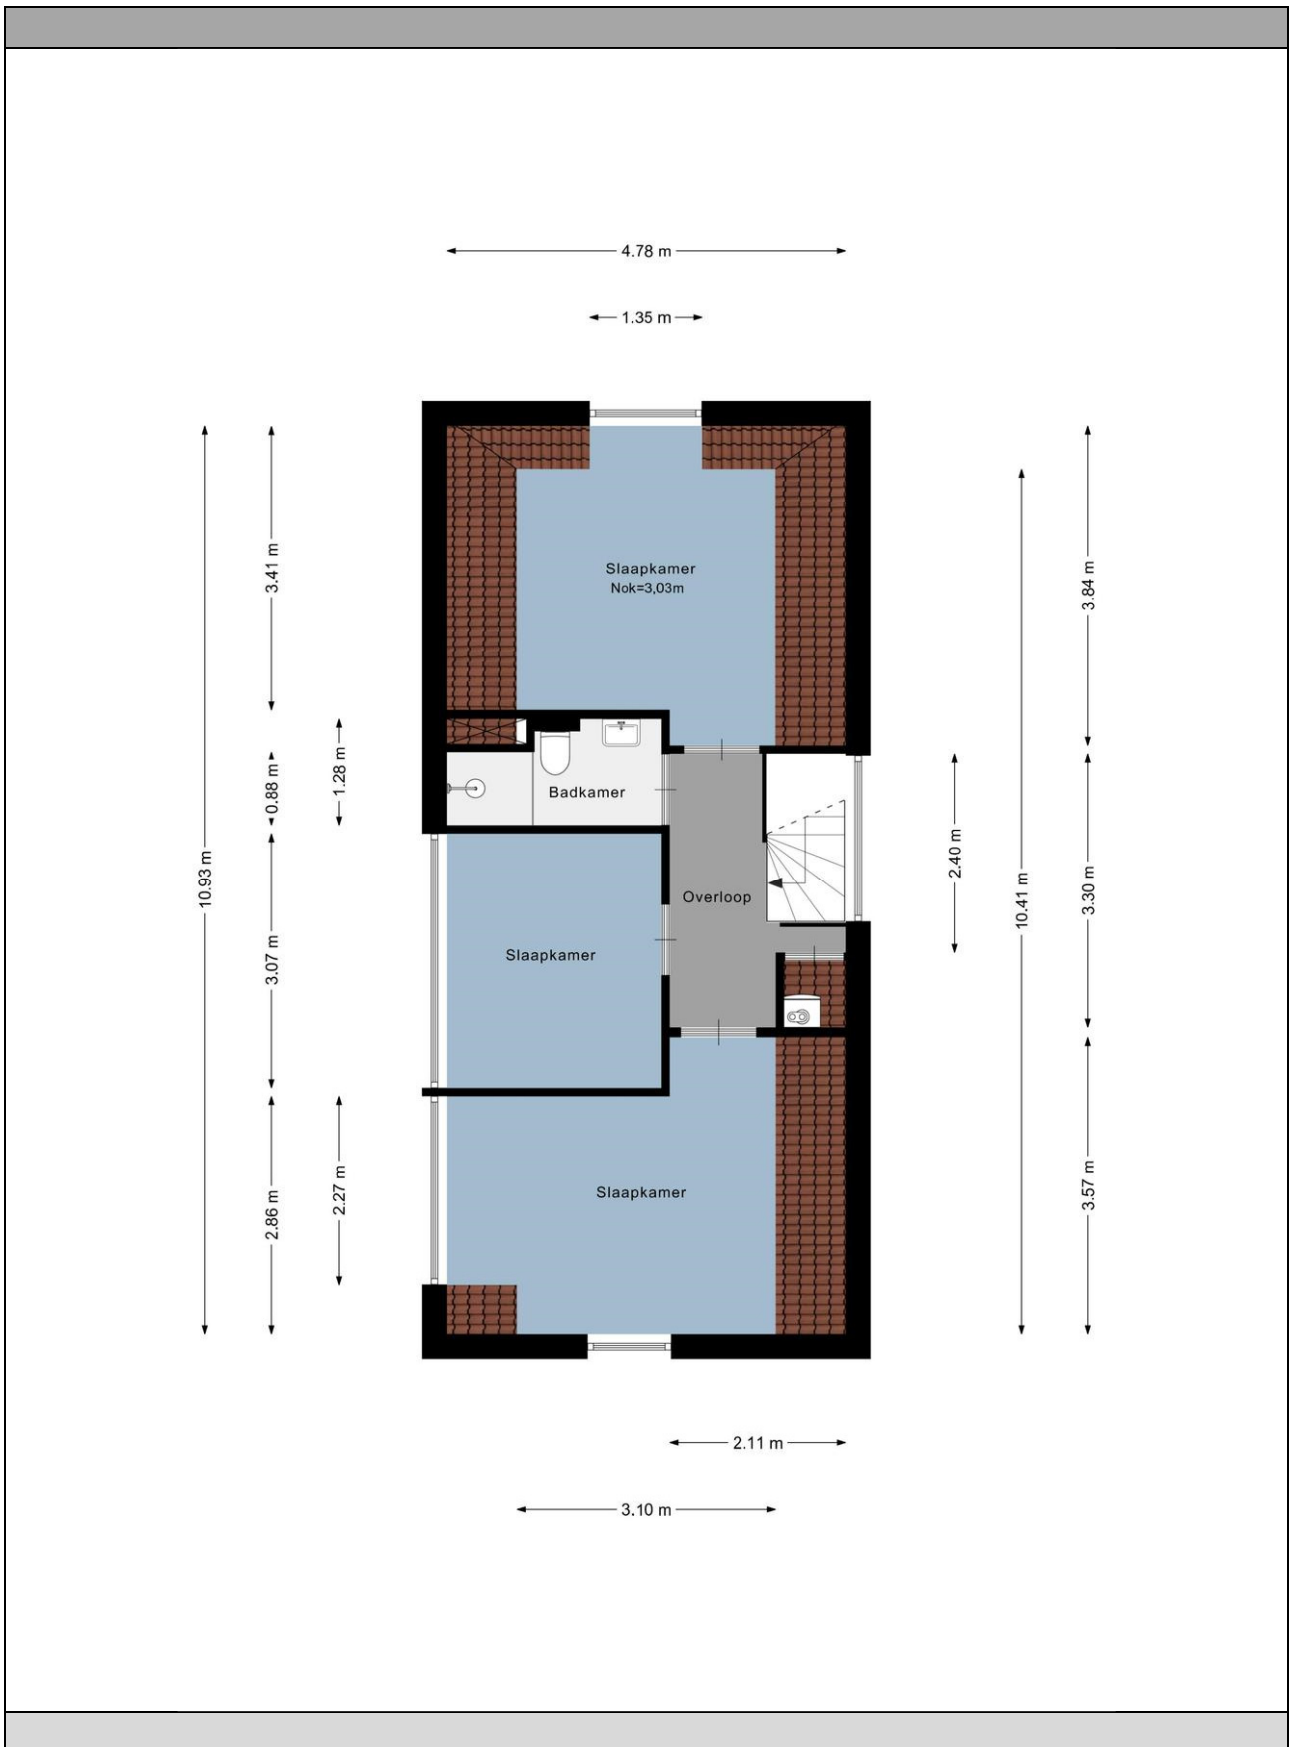 4.78 m
1.35 m
3.41 m
3.84 m
Slaapkamer
Nok=3,03m
1.28 m
0.88 m
Badkamer
2.40 m
10.93 m
10.41 m
3.30 m
Overloop
3.07 m
Slaapkamer
2.27 m
2.86 m
3.57 m
Slaapkamer
2.11 m
3.10 m